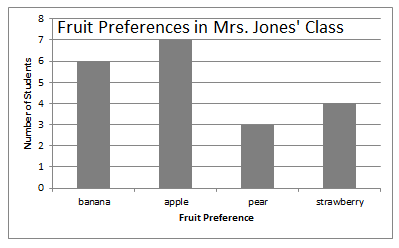 Fruit Preferences in Mrs. Jones' Class
Number of Students
8
7
6
5
4
3
2
1
0
banana apple pear strawberry
Fruit Preference